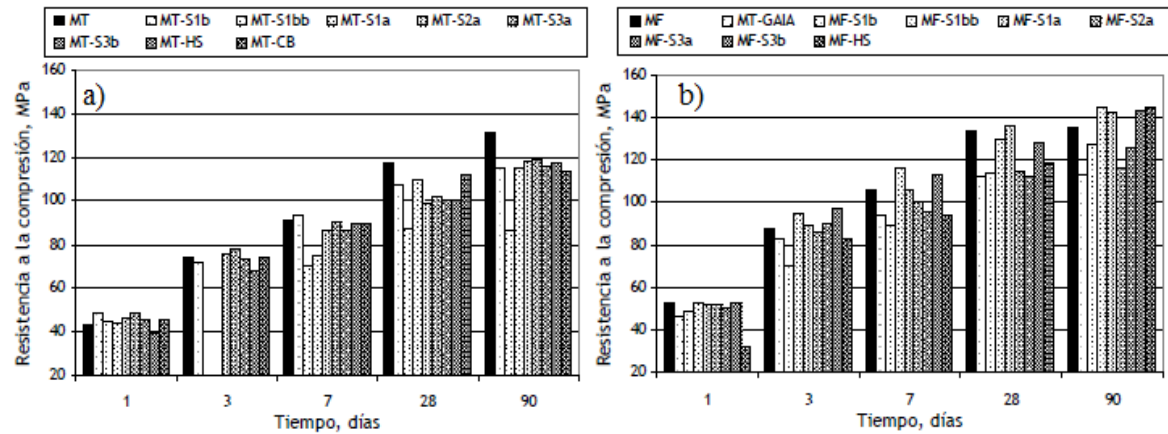 MT MT-S1b MT-S1bb MT-S1a MT-S2a MT-S3a
MT-S3b MT-HS MT-CB
a)
Resistencia a la compresión, MPa
160
140
120
100
80
60
40
20
1 3 7 28 90
Tiempo, días
MF MT-GAIA MF-S1b MF-S1bb MF-S1a MF-S2a
MF-S3a MF-S3b MF-HS
b)
Resistencia a la compresión, MPa
160
140
120
100
80
60
40
20
1 3 7 28 90
Tiempo, días